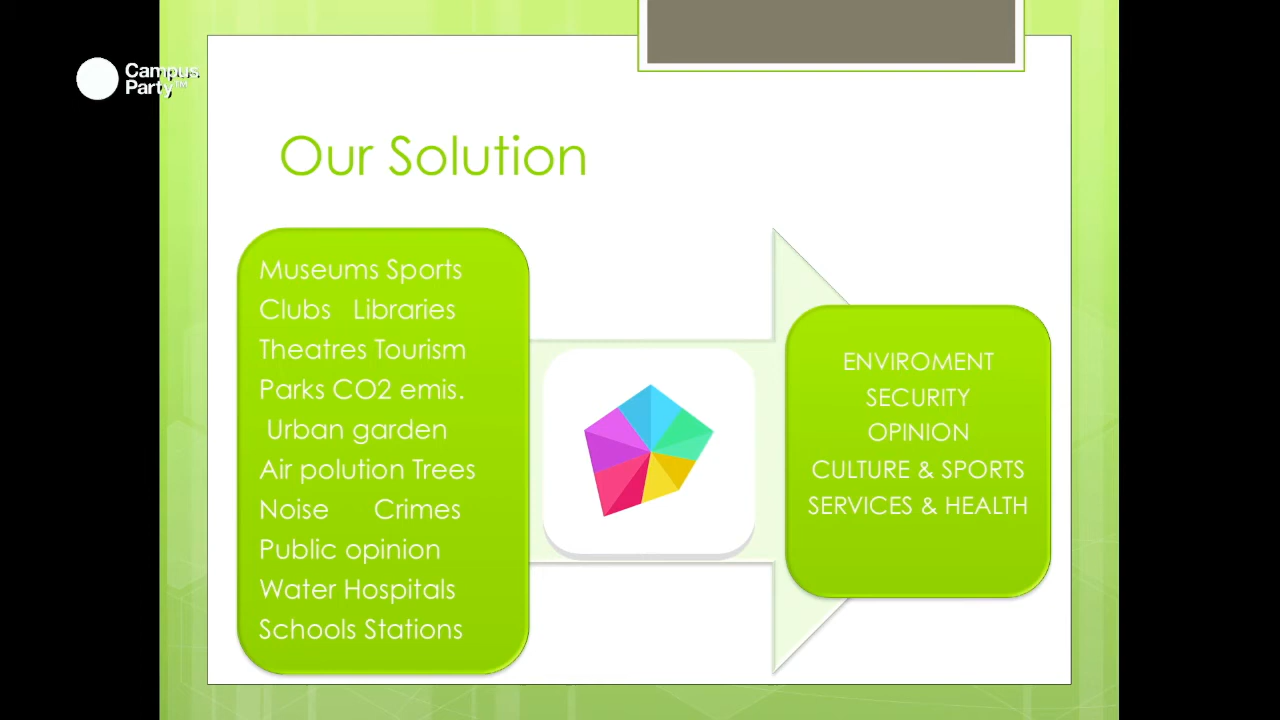 Campus
Party™
Our Solution
Museums Sports
Clubs Libraries
Theatres Tourism
Parks CO2 emis.
Urban garden
Air polution Trees
Noise Crimes
Public opinion
Water Hospitals
Schools Stations
ENVIROMENT
SECURITY
OPINION
CULTURE & SPORTS
SERVICES & HEALTH